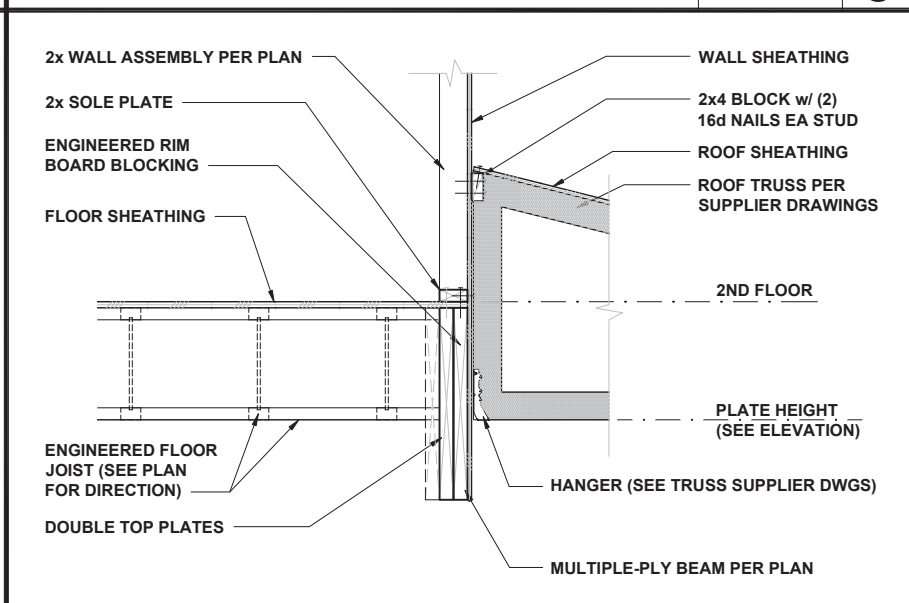 2x WALL ASSEMBLY PER PLAN
2x SOLE PLATE
ENGINEERED RIM
BOARD BLOCKING
FLOOR SHEATHING
ENGINEERED FLOOR
JOIST (SEE PLAN
FOR DIRECTION)
DOUBLE TOP PLATES
WALL SHEATHING
2x4 BLOCK w/ (2)
16d NAILS EA STUD
ROOF SHEATHING
ROOF TRUSS PER
SUPPLIER DRAWINGS
2ND FLOOR
PLATE HEIGHT
(SEE ELEVATION)
HANGER (SEE TRUSS SUPPLIER DWGS)
MULTIPLE-PLY BEAM PER PLAN